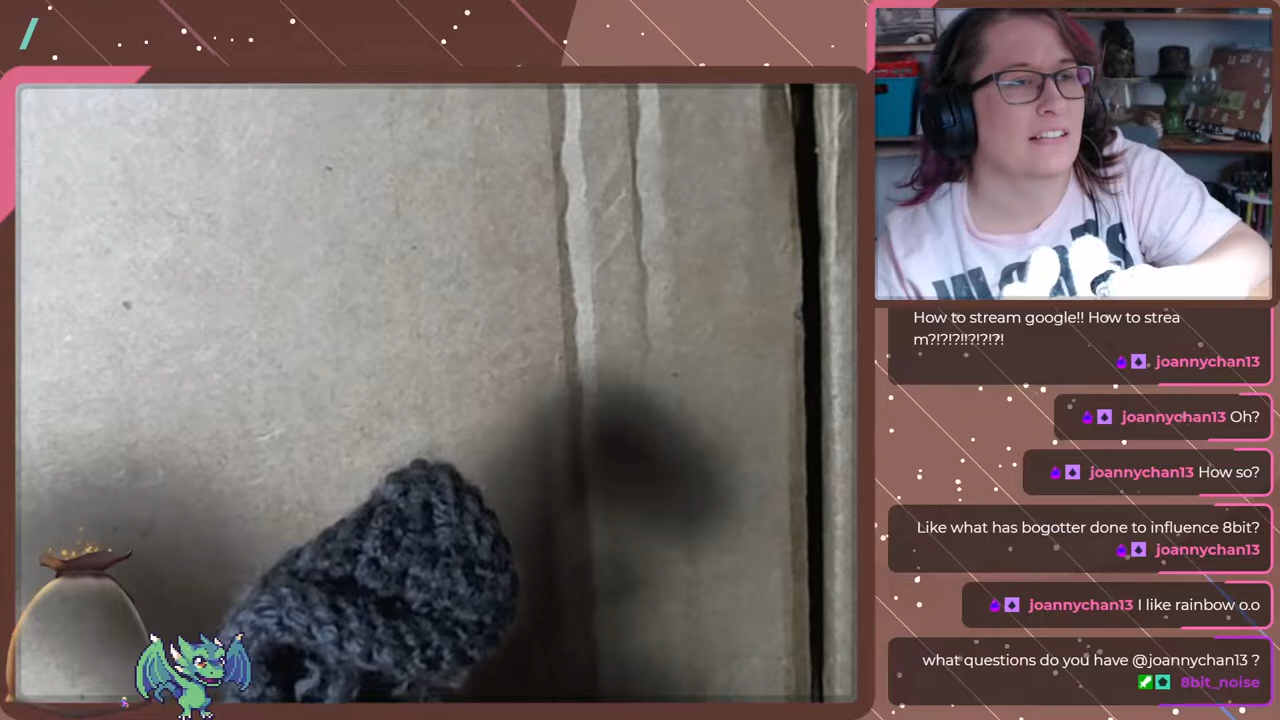 How to stream google!! How to strea
m?!?!?!!?!?!?!
joannychan13
joannychan13 Oh?
joannychan13 How so?
Like what has bogotter done to influence 8bit?
joannychan13
joannychan13 I like rainbow o.o
what questions do you have @joannychan13 ?
8bit_noise